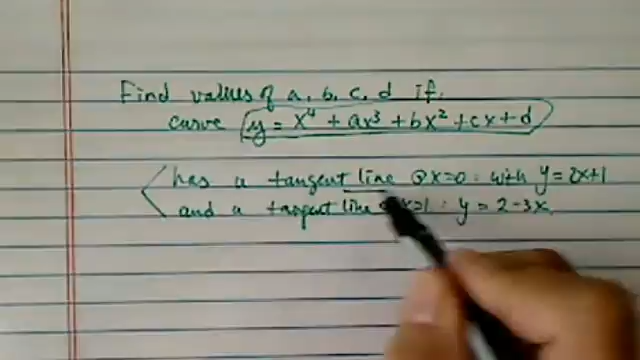 Find values of a, b, c, d if
curve y = x⁴ + ax³ + bx² + cx + d
has a tangent line @ x=0 : with y = 2x+1
and a tangent line x=1 : y = 2-3x.